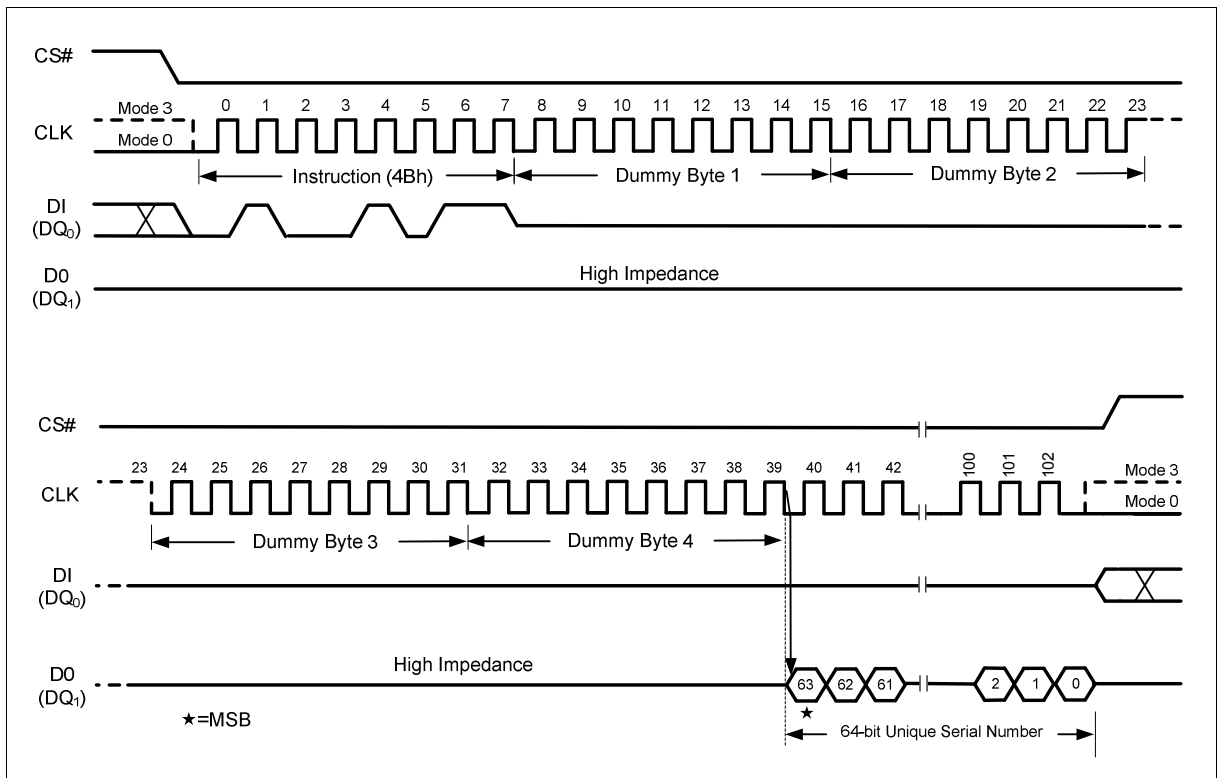 CS#
Mode 3
0 1 2 3 4 5 6 7 8 9 10 11 12 13 14 15 16 17 18 19 20 21 22 23
CLK
Mode 0
Instruction (4Bh) Dummy Byte 1 Dummy Byte 2
DI
(DQ0)
D0
(DQ1)
High Impedance
CS#
23 24 25 26 27 28 29 30 31 32 33 34 35 36 37 38 39 40 41 42 100 101 102
Mode 3
CLK
Mode 0
Dummy Byte 3 Dummy Byte 4
DI
(DQ0)
High Impedance
D0
(DQ1)
63 62 61 2 1 0
★=MSB
★
64-bit Unique Serial Number